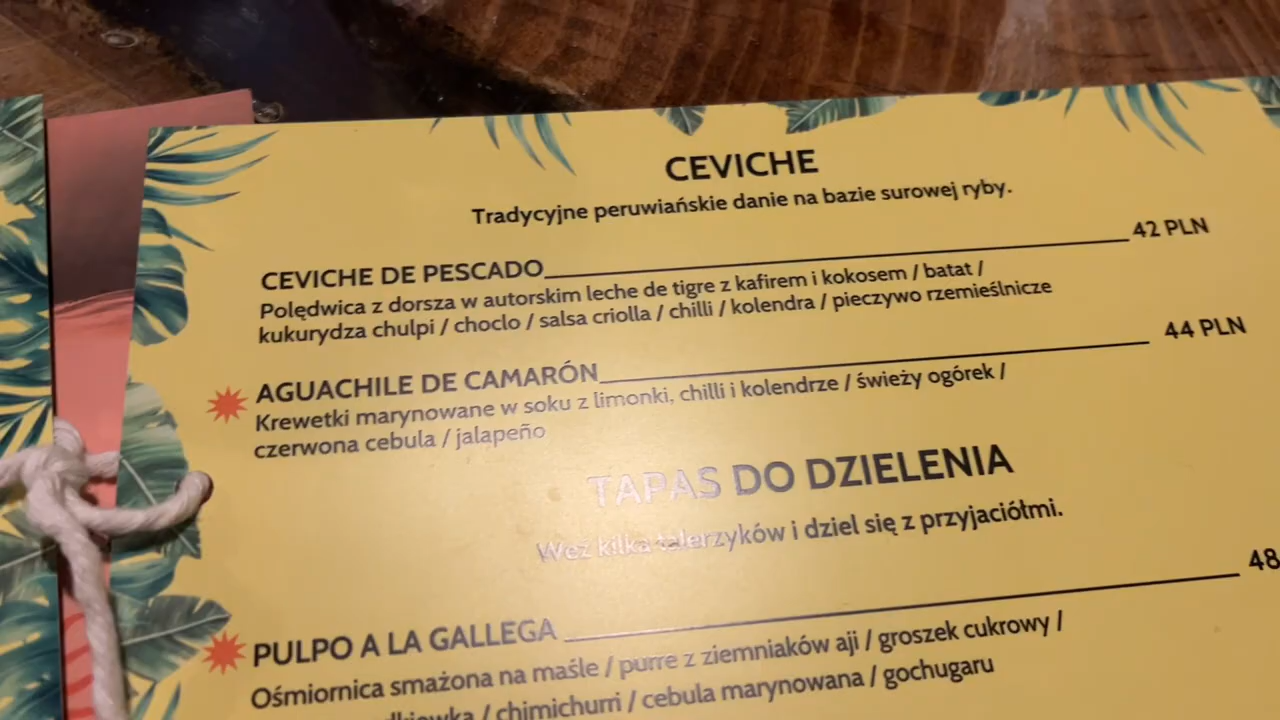 CEVICHE
Tradycyjne peruwiańskie danie na bazie surowej ryby.
CEVICHE DE PESCADO 42 PLN
Polędwica z dorsza w autorskim leche de tigre z kafirem i kokosem / batat /
kukurydza chulpi / choclo / salsa criolla / chilli / kolendra / pieczywo rzemieślnicze
AGUACHILE DE CAMARÓN 44 PLN
Krewetki marynowane w soku z limonki, chilli i kolendrze / świeży ogórek /
czerwona cebula / jalapeño
TAPAS DO DZIELENIA
Weź kilka talerzyków i dziel się z przyjaciółmi.
PULPO A LA GALLEGA 48
Ośmiornica smażona na maśle / purre z ziemniaków aji / groszek cukrowy /
/ chimichurri / cebula marynowana / gochugaru